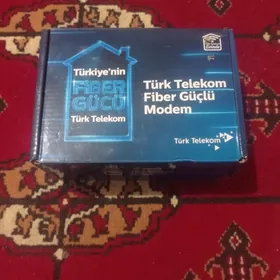 Türkiye'nin
FİBER
GÜCÜ
Türk Telekom
Türk Telekom
Fiber Güçlü
Modem
Türk Telekom